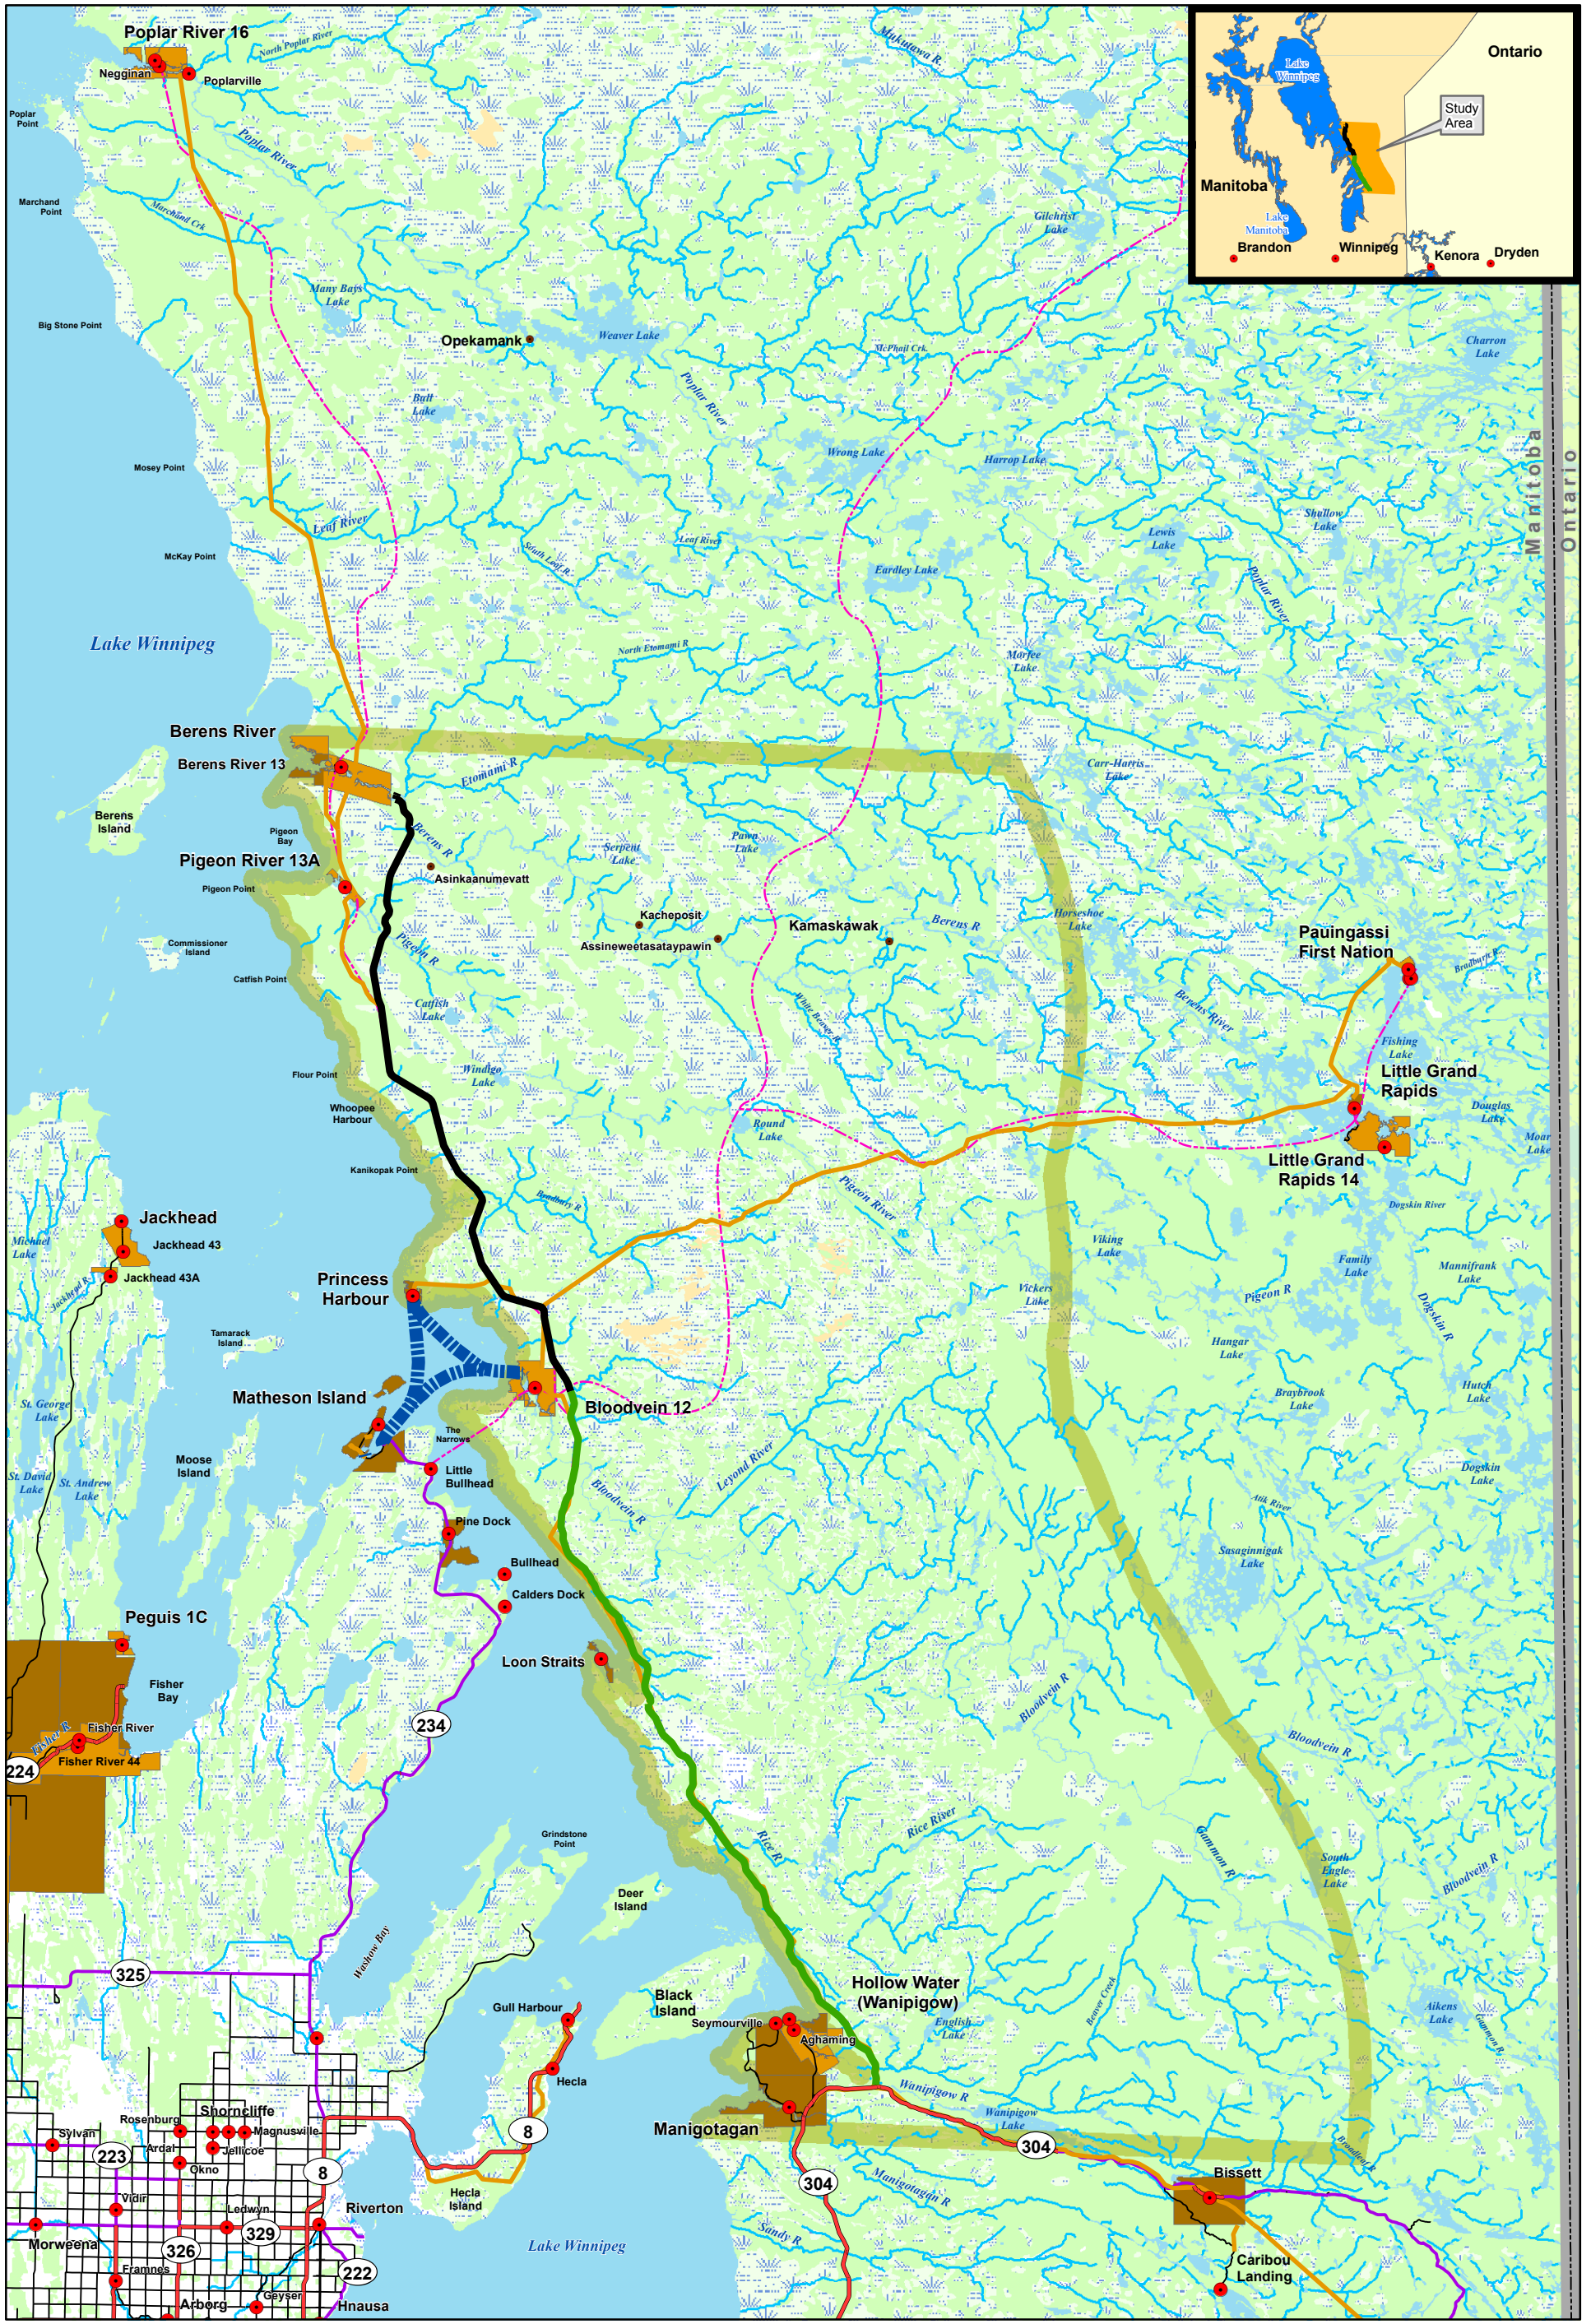 Poplar River 16
North Poplar River
Negginan
Poplarville
Mukutawa R.
Poplar
Point
Poplar River
Marchand
Point
Marchand Crk
Gilchrist
Lake
Many Bays
Lake
Big Stone Point
Opekamank
Weaver Lake
McPhail Crk.
Charron
Lake
Poplar River
Bull
Lake
Mosey Point
Wrong Lake
Harrop Lake
Manitoba
Ontario
Leaf River
Shallow
Lake
Lewis
Lake
McKay Point
South Leaf R.
Leaf River
Eardley Lake
Poplar River
Lake Winnipeg
North Etomami R
Morfee
Lake
Berens River
Berens River 13
Etomami R
Carr-Harris
Lake
Berens
Island
Pigeon
Bay
Berens R
Serpent
Lake
Pawn
Lake
Pigeon River 13A
Asinkaanumevatt
Pigeon Point
Kacheposit
Kamaskawak
Berens R
Horseshoe
Lake
Assineweetasataypawin
Pauingassi
First Nation
Bradburn R.
Commissioner
Island
Pigeon R
Catfish Point
Catfish
Lake
White Beaver R.
Berens River
Fishing
Lake
Flour Point
Windigo
Lake
Little Grand
Rapids
Whoopee
Harbour
Round
Lake
Douglas
Lake
Moar
Lake
Kanikopak Point
Little Grand
Rapids 14
Bradbury R
Pigeon River
Dogskin River
Jackhead
Michael
Lake
Jackhead 43
Jackhead 43A
Jackhead R
Viking
Lake
Family
Lake
Mannifrank
Lake
Princess
Harbour
Vickers
Lake
Pigeon R
Dogskin R
Tamarack
Island
Hangar
Lake
Matheson Island
Bloodvein 12
Braybrook
Lake
Hutch
Lake
St. George
Lake
The
Narrows
Moose
Island
Little
Bullhead
Leyond River
St. David
Lake
St. Andrew
Lake
Bloodvein R
Dogskin
Lake
Atik River
Pine Dock
Sasaginnigak
Lake
Bullhead
Calders Dock
Peguis 1C
Loon Straits
Fisher
Bay
Bloodvein R
Fisher River
Fisher R
Fisher River 44
224
234
Bloodvein R
Grindstone
Point
Rice R
Rice River
Gammon R
South
Eagle
Lake
Bloodvein R
Deer
Island
Washow Bay
325
Hollow Water
(Wanipigow)
Black
Island
Gull Harbour
Seymourville
Aghaming
English
Lake
Beaver Creek
Aikens
Lake
Gammon R
Hecla
Wanipigow R
Wanipigow
Lake
Manigotagan
304
Broadleaf R
Shorncliffe
Rosenburg
Magnusville
Sylvan
Ardal
Jellicoe
223
Okno
8
8
304
Bissett
Manigotagan R
Hecla
Island
Vidir
Ledwyn
Riverton
329
Sandy R
Morweena
326
Lake Winnipeg
Framnes
222
Caribou
Landing
Arborg
Geyser
Hnausa
Ontario
Lake
Winnipeg
Study
Area
Manitoba
Lake
Manitoba
Brandon
Winnipeg
Kenora
Dryden